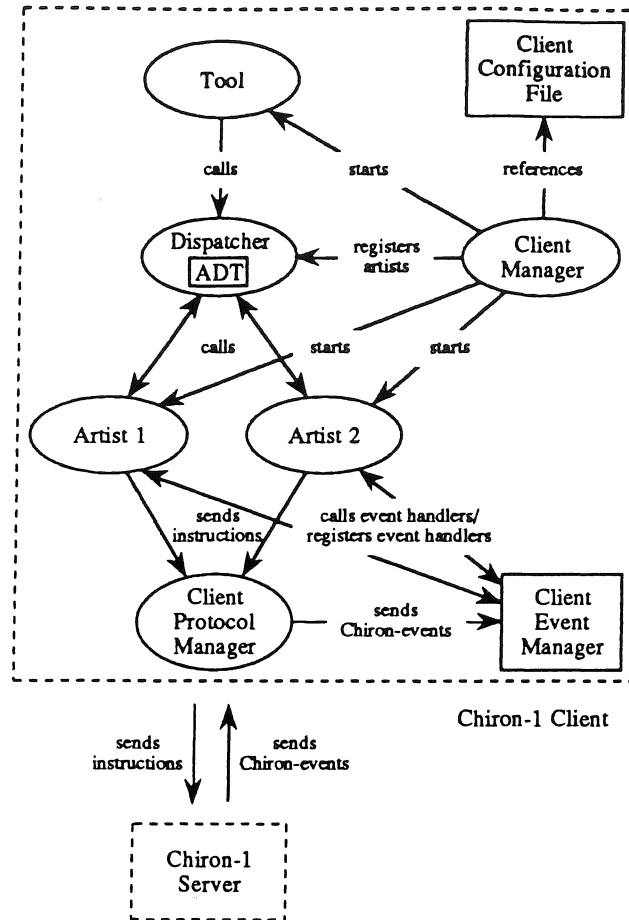 Client
Configuration
File
Tool
calls
starts
references
Dispatcher
ADT
registers
artists
Client
Manager
calls
starts
starts
Artist 1
Artist 2
sends
instructions
calls event handlers/
registers event handlers
Client
Protocol
Manager
sends
Chiron-events
Client
Event
Manager
Chiron-1 Client
sends
instructions
sends
Chiron-events
Chiron-1
Server